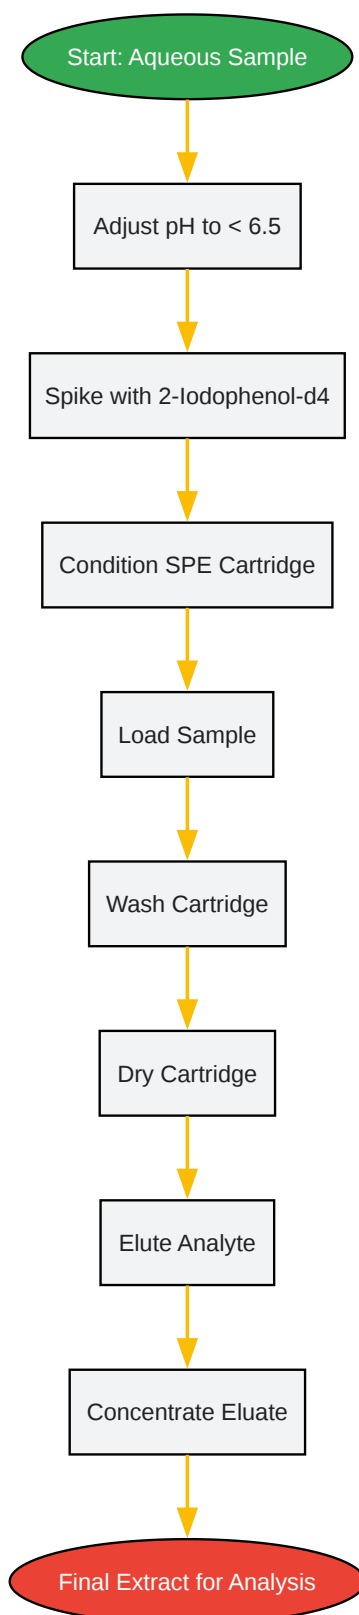 Start: Aqueous Sample
Adjust pH to < 6.5
Spike with 2-Iodophenol-d4
Condition SPE Cartridge
Load Sample
Wash Cartridge
Dry Cartridge
Elute Analyte
Concentrate Eluate
Final Extract for Analysis